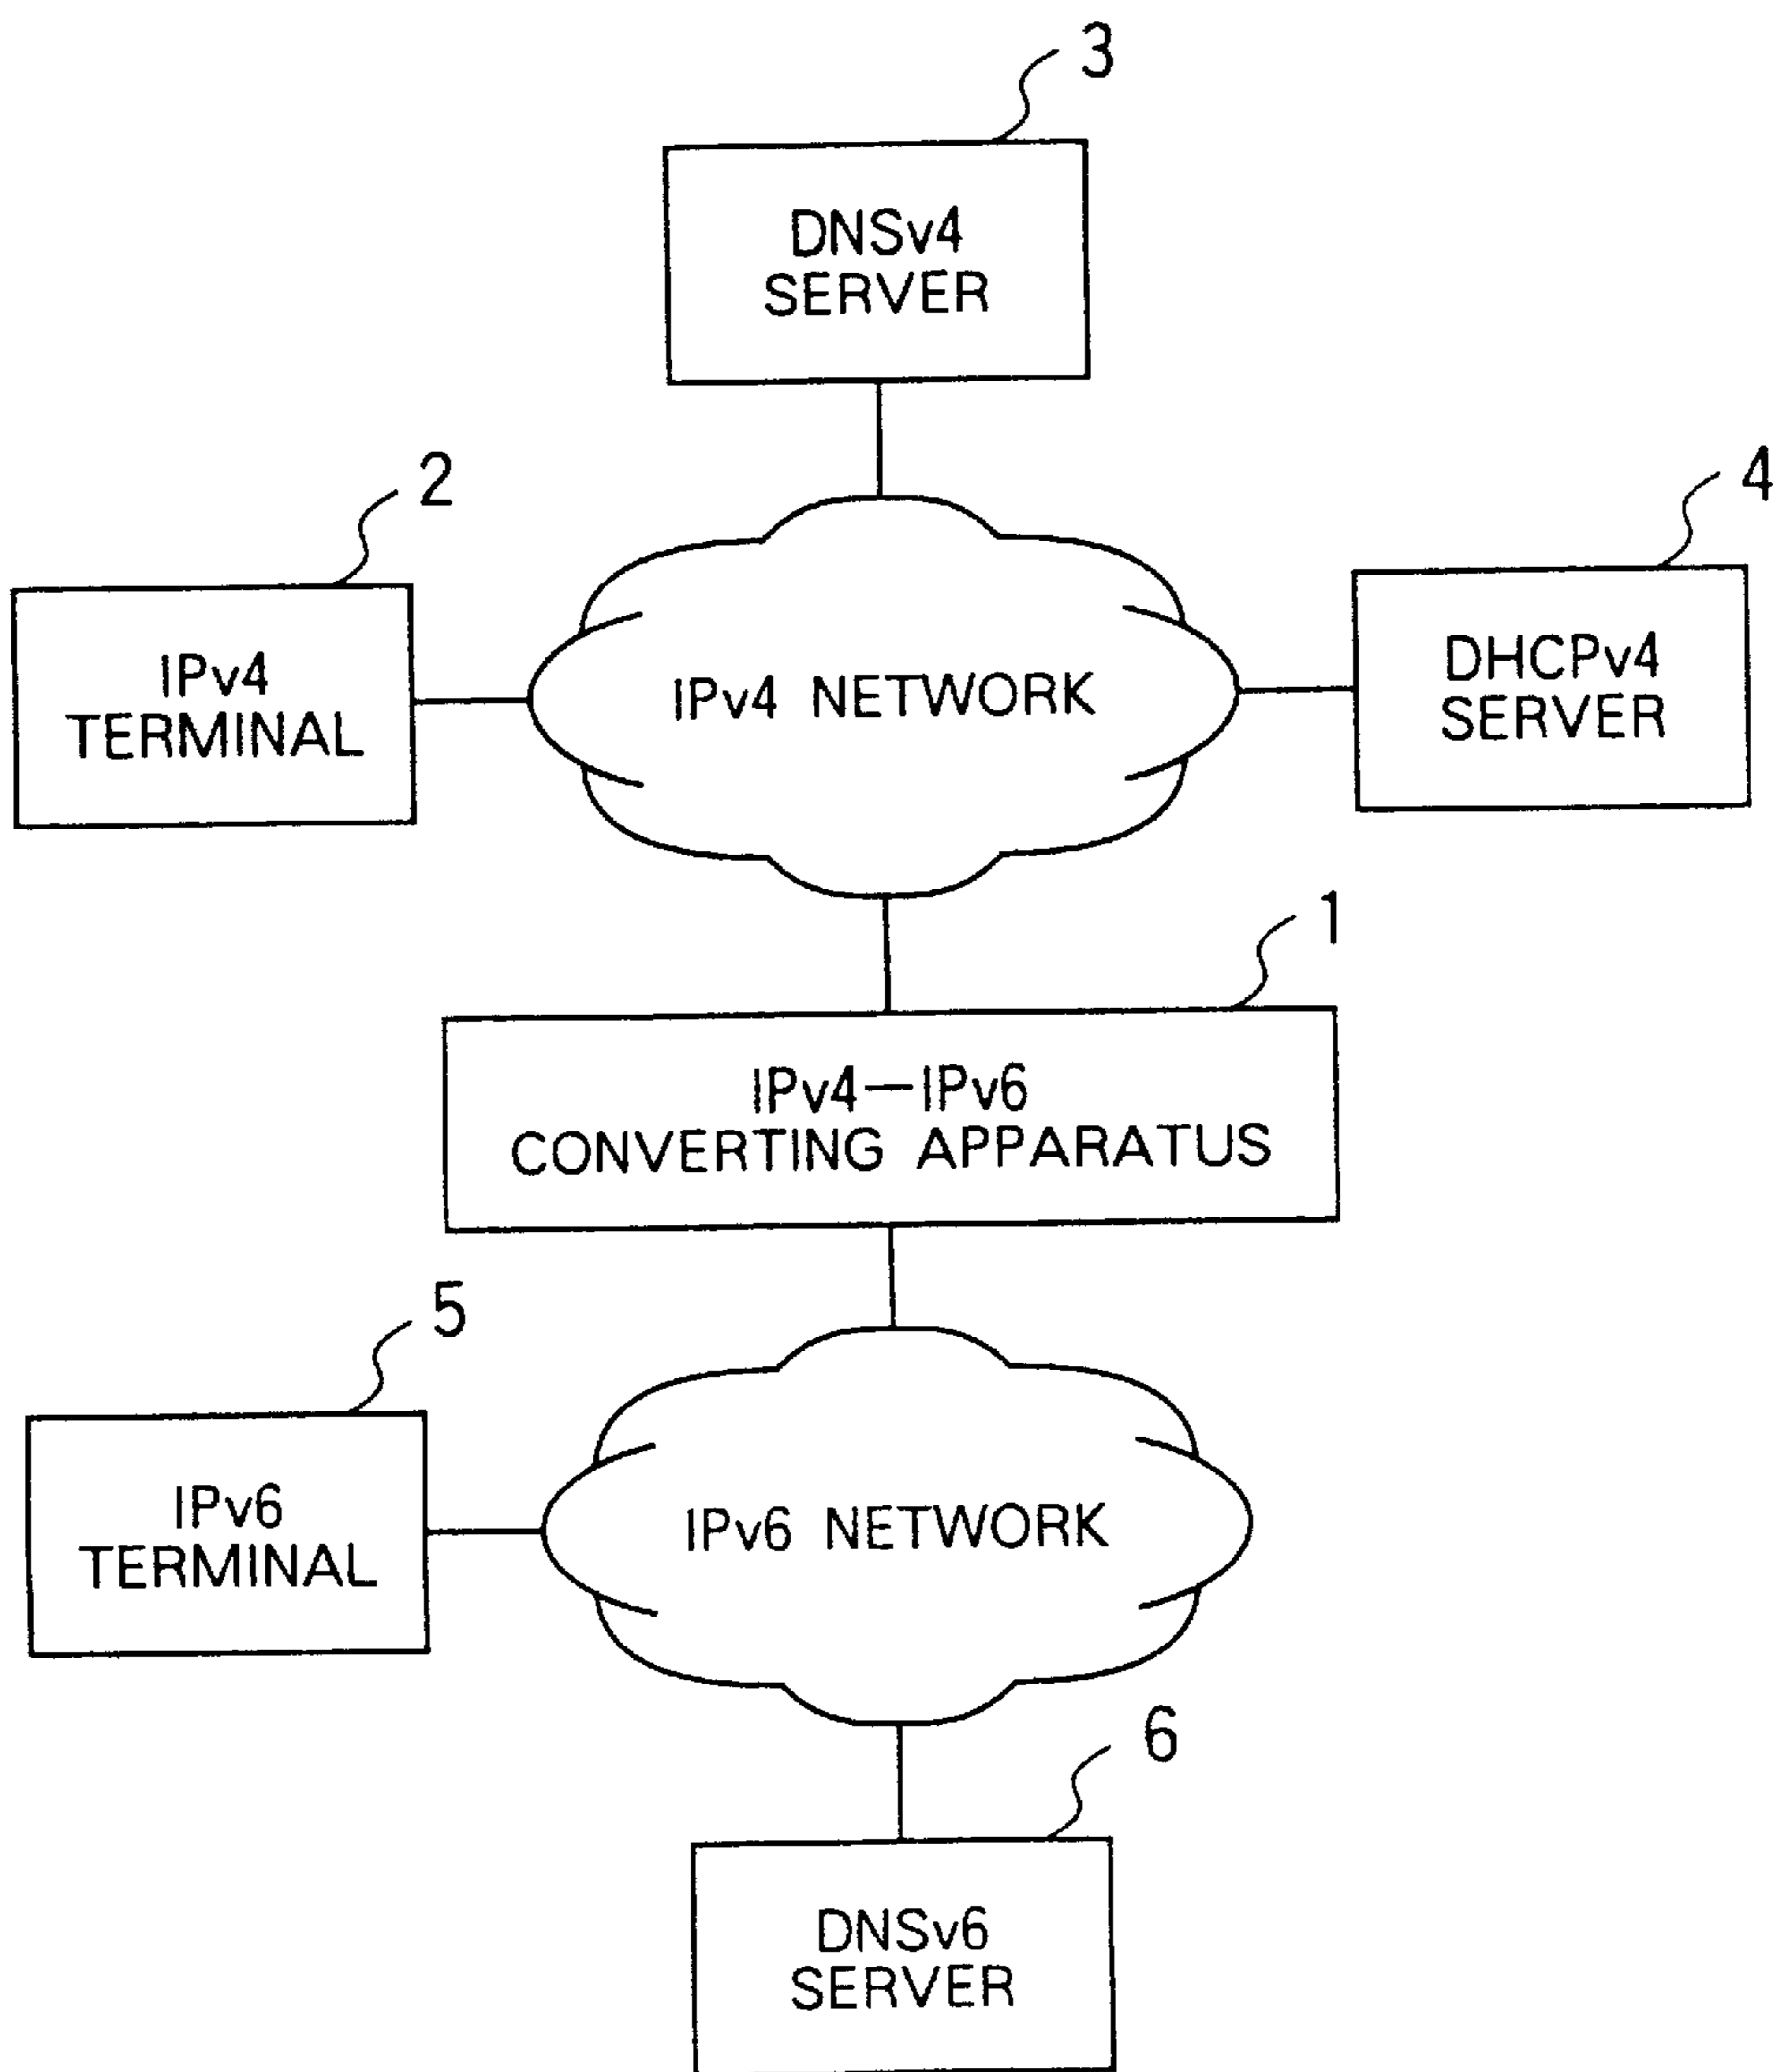 3
DNSv4
SERVER
2
4
IPv4
TERMINAL
IPv4 NETWORK
DHCPv4
SERVER
1
IPv4—IPv6
CONVERTING APPARATUS
5
IPv6
TERMINAL
IPv6 NETWORK
6
DNSv6
SERVER